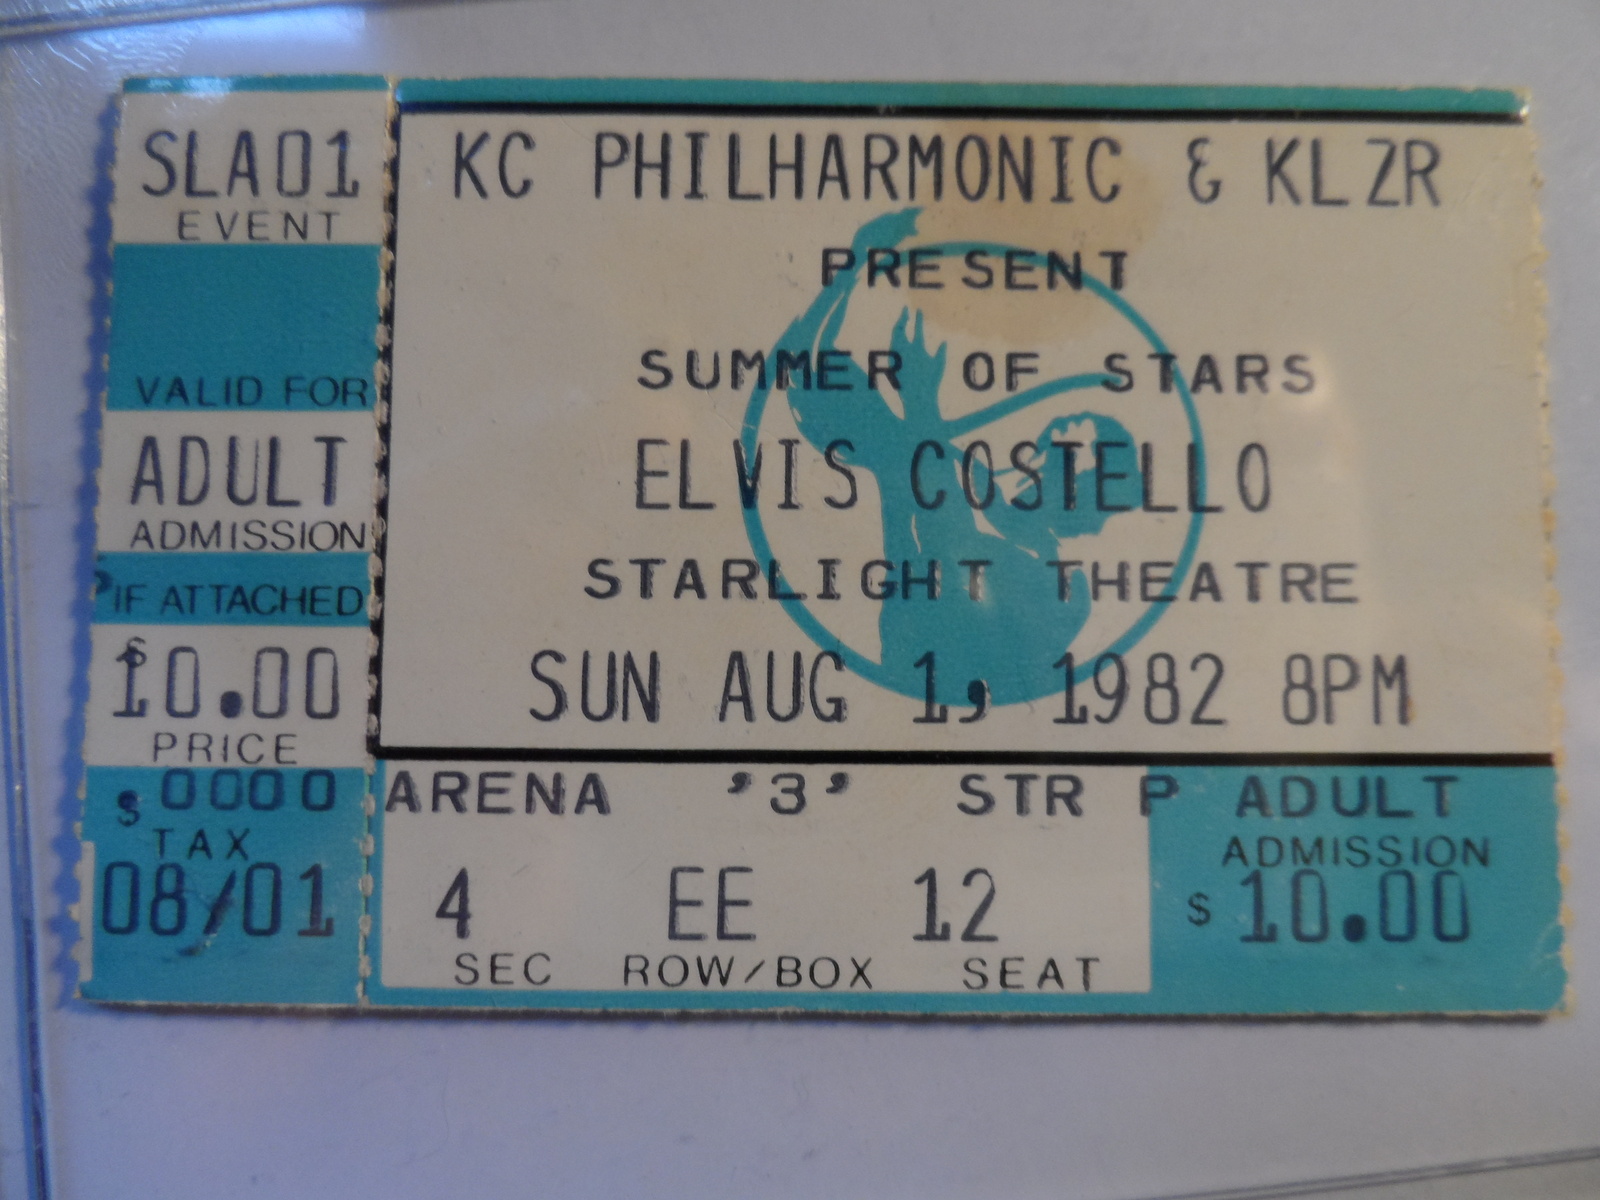 SLA01
EVENT
VALID FOR
ADULT
ADMISSION
IF ATTACHED
$
10.00
PRICE
$ 0000
TAX
08/01
KC PHILHARMONIC & KLZR
PRESENT
SUMMER OF STARS
ELVIS COSTELLO
STARLIGHT THEATRE
SUN AUG 1, 1982 8PM
ARENA '3' STR P ADULT
ADMISSION
4 EE 12 $ 10.00
SEC ROW/BOX SEAT